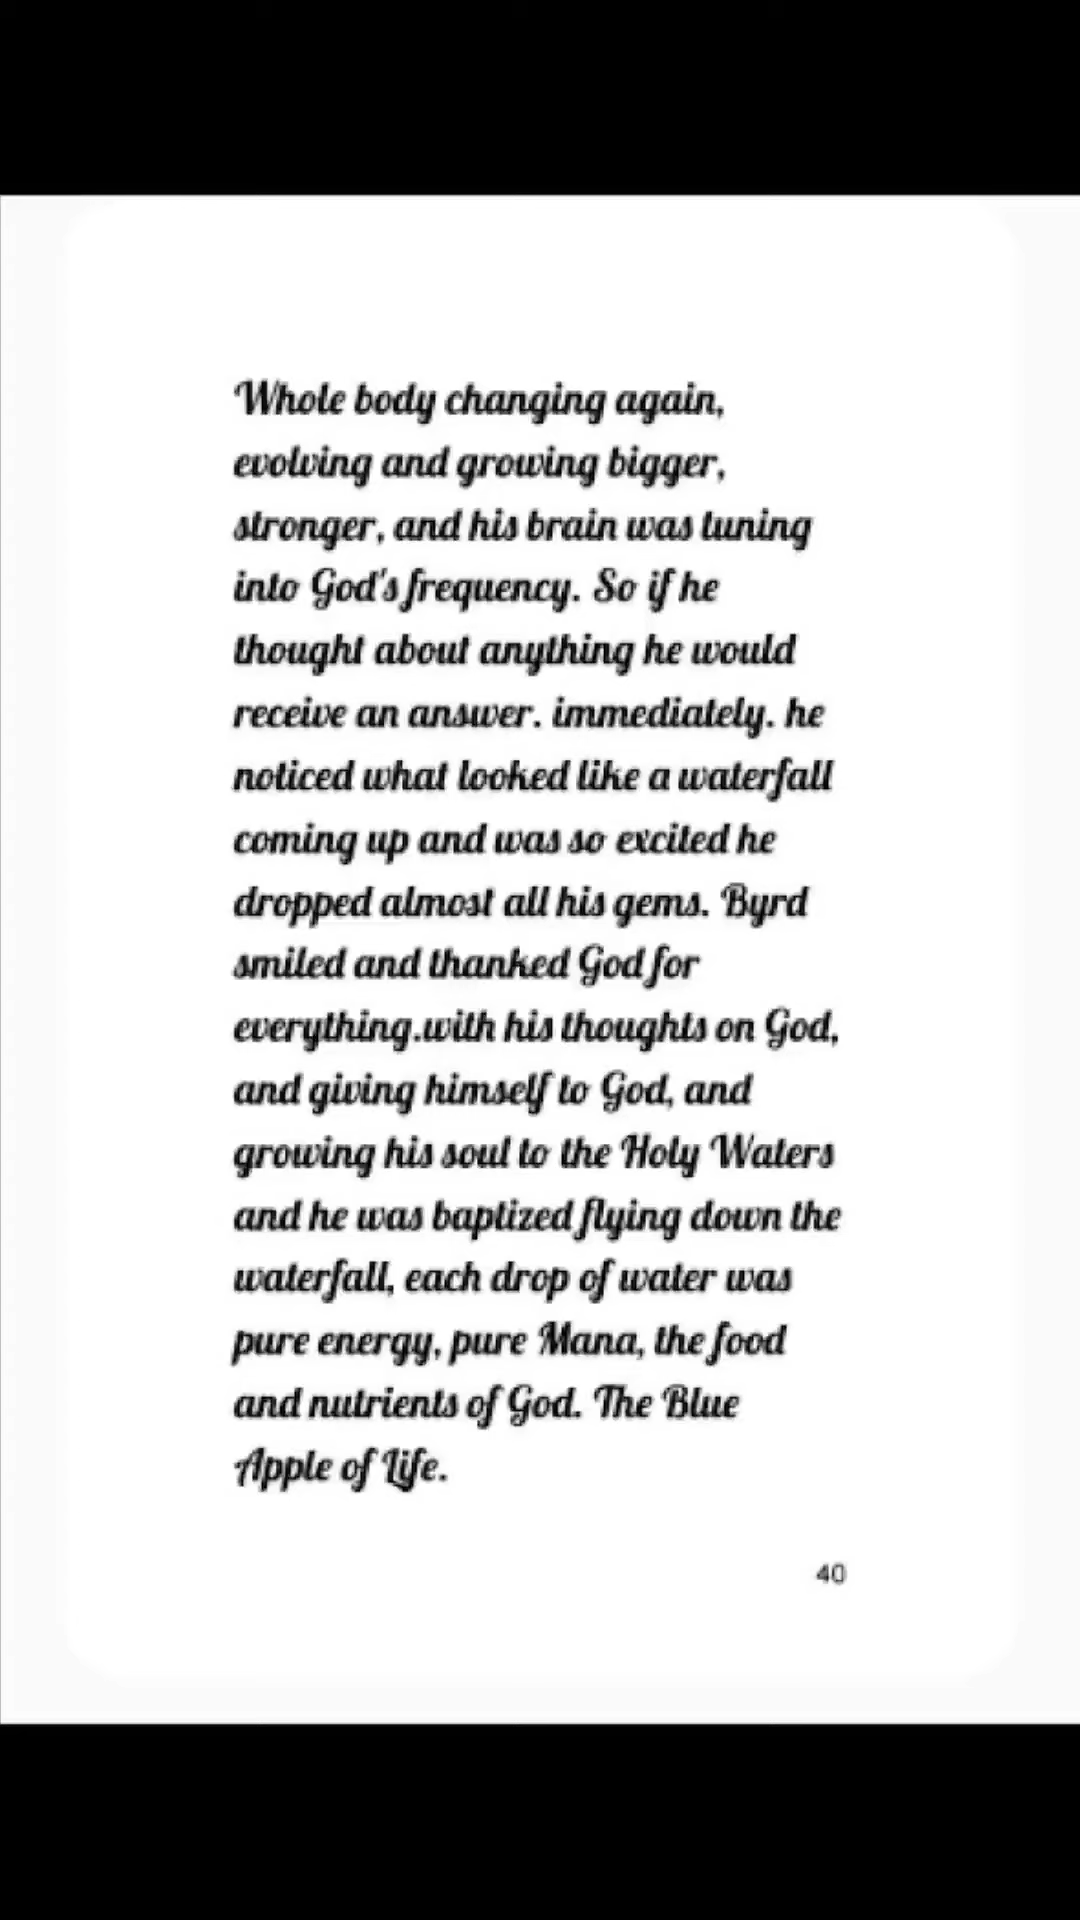 Whole body changing again,
evolving and growing bigger,
stronger, and his brain was tuning
into God's frequency. So if he
thought about anything he would
receive an answer. immediately. he
noticed what looked like a waterfall
coming up and was so excited he
dropped almost all his gems. Byrd
smiled and thanked God for
everything.with his thoughts on God,
and giving himself to God, and
growing his soul to the Holy Waters
and he was baptized flying down the
waterfall, each drop of water was
pure energy, pure Mana, the food
and nutrients of God. The Blue
Apple of Life.
40